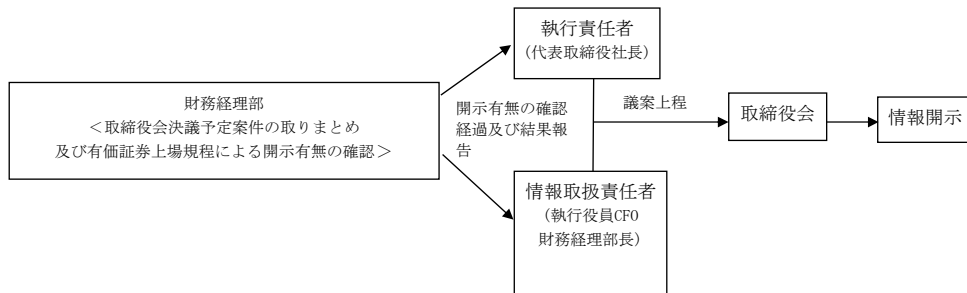 財務経理部
＜取締役会決議予定案件の取りまとめ
及び有価証券上場規程による開示有無の確認＞
執行責任者
（代表取締役社長）
開示有無の確認
経過及び結果報
告
情報取扱責任者
（執行役員CFO
財務経理部長）
議案上程
取締役会
情報開示